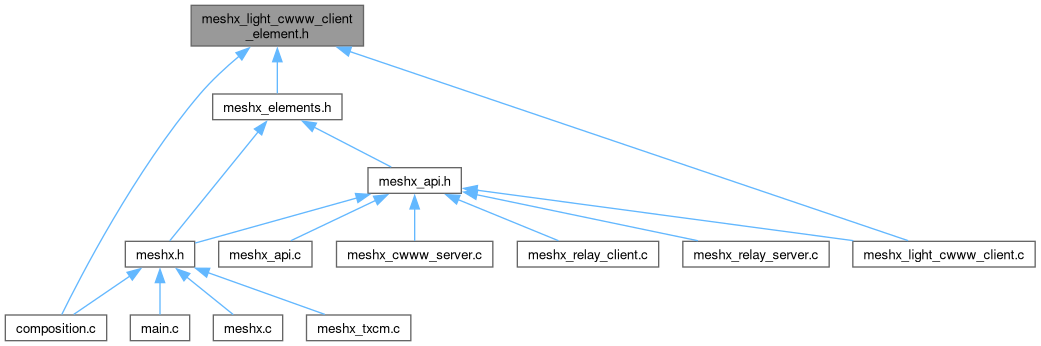 meshx_light_cwww_client
_element.h
meshx_elements.h
meshx_api.h
meshx.h
meshx_api.c
meshx_cwww_server.c
meshx_relay_client.c
meshx_relay_server.c
meshx_light_cwww_client.c
composition.c
main.c
meshx.c
meshx_txcm.c